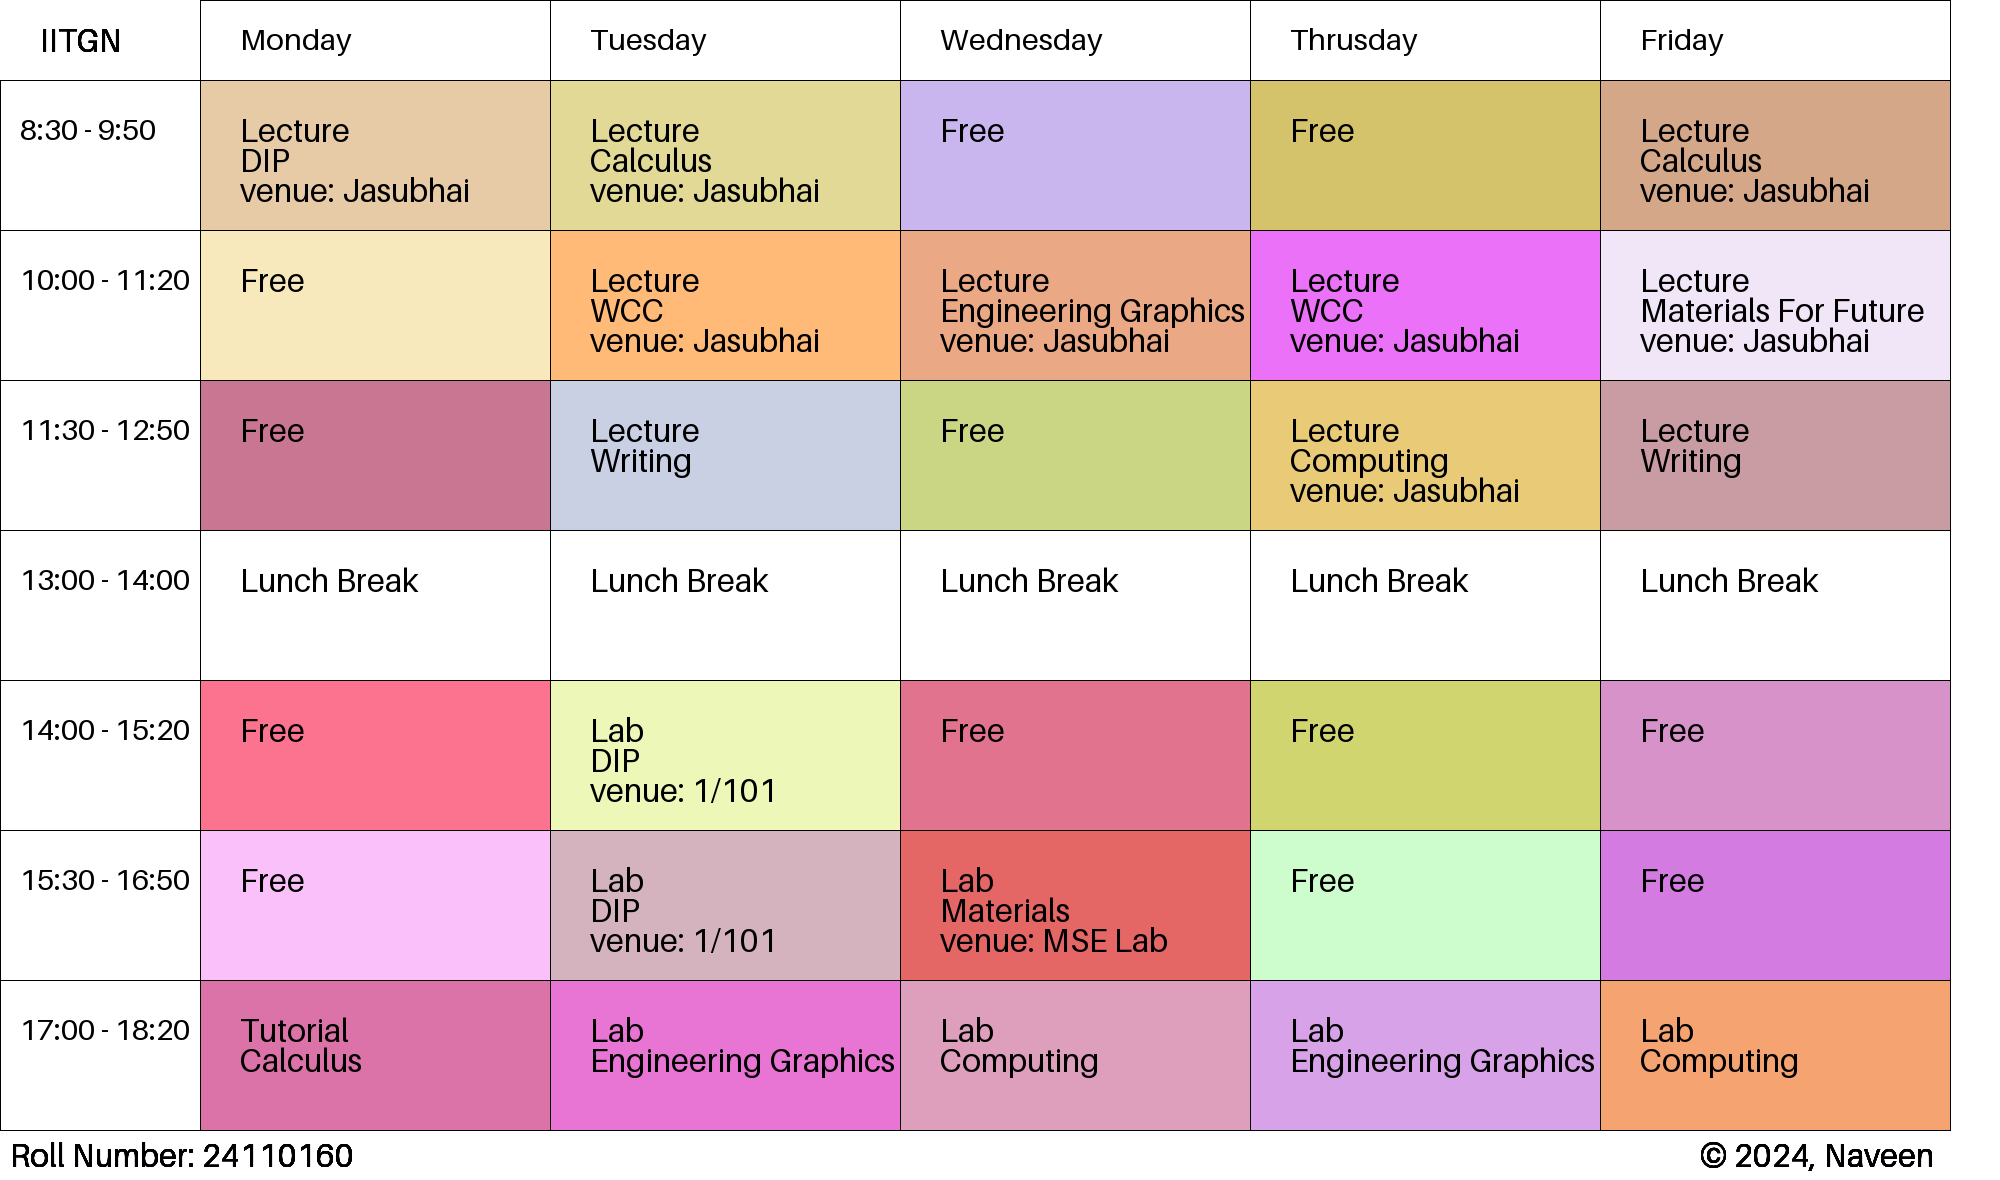 IITGN
Monday
Tuesday
Wednesday
Thrusday
Friday
8:30 - 9:50
Lecture
DIP
venue: Jasubhai
Lecture
Calculus
venue: Jasubhai
Free
Free
Lecture
Calculus
venue: Jasubhai
10:00 - 11:20
Free
Lecture
WCC
venue: Jasubhai
Lecture
Engineering Graphics
venue: Jasubhai
Lecture
WCC
venue: Jasubhai
Lecture
Materials For Future
venue: Jasubhai
11:30 - 12:50
Free
Lecture
Writing
Free
Lecture
Computing
venue: Jasubhai
Lecture
Writing
13:00 - 14:00
Lunch Break
Lunch Break
Lunch Break
Lunch Break
Lunch Break
14:00 - 15:20
Free
Lab
DIP
venue: 1/101
Free
Free
Free
15:30 - 16:50
Free
Lab
DIP
venue: 1/101
Lab
Materials
venue: MSE Lab
Free
Free
17:00 - 18:20
Tutorial
Calculus
Lab
Engineering Graphics
Lab
Computing
Lab
Engineering Graphics
Lab
Computing
Roll Number: 24110160
© 2024, Naveen